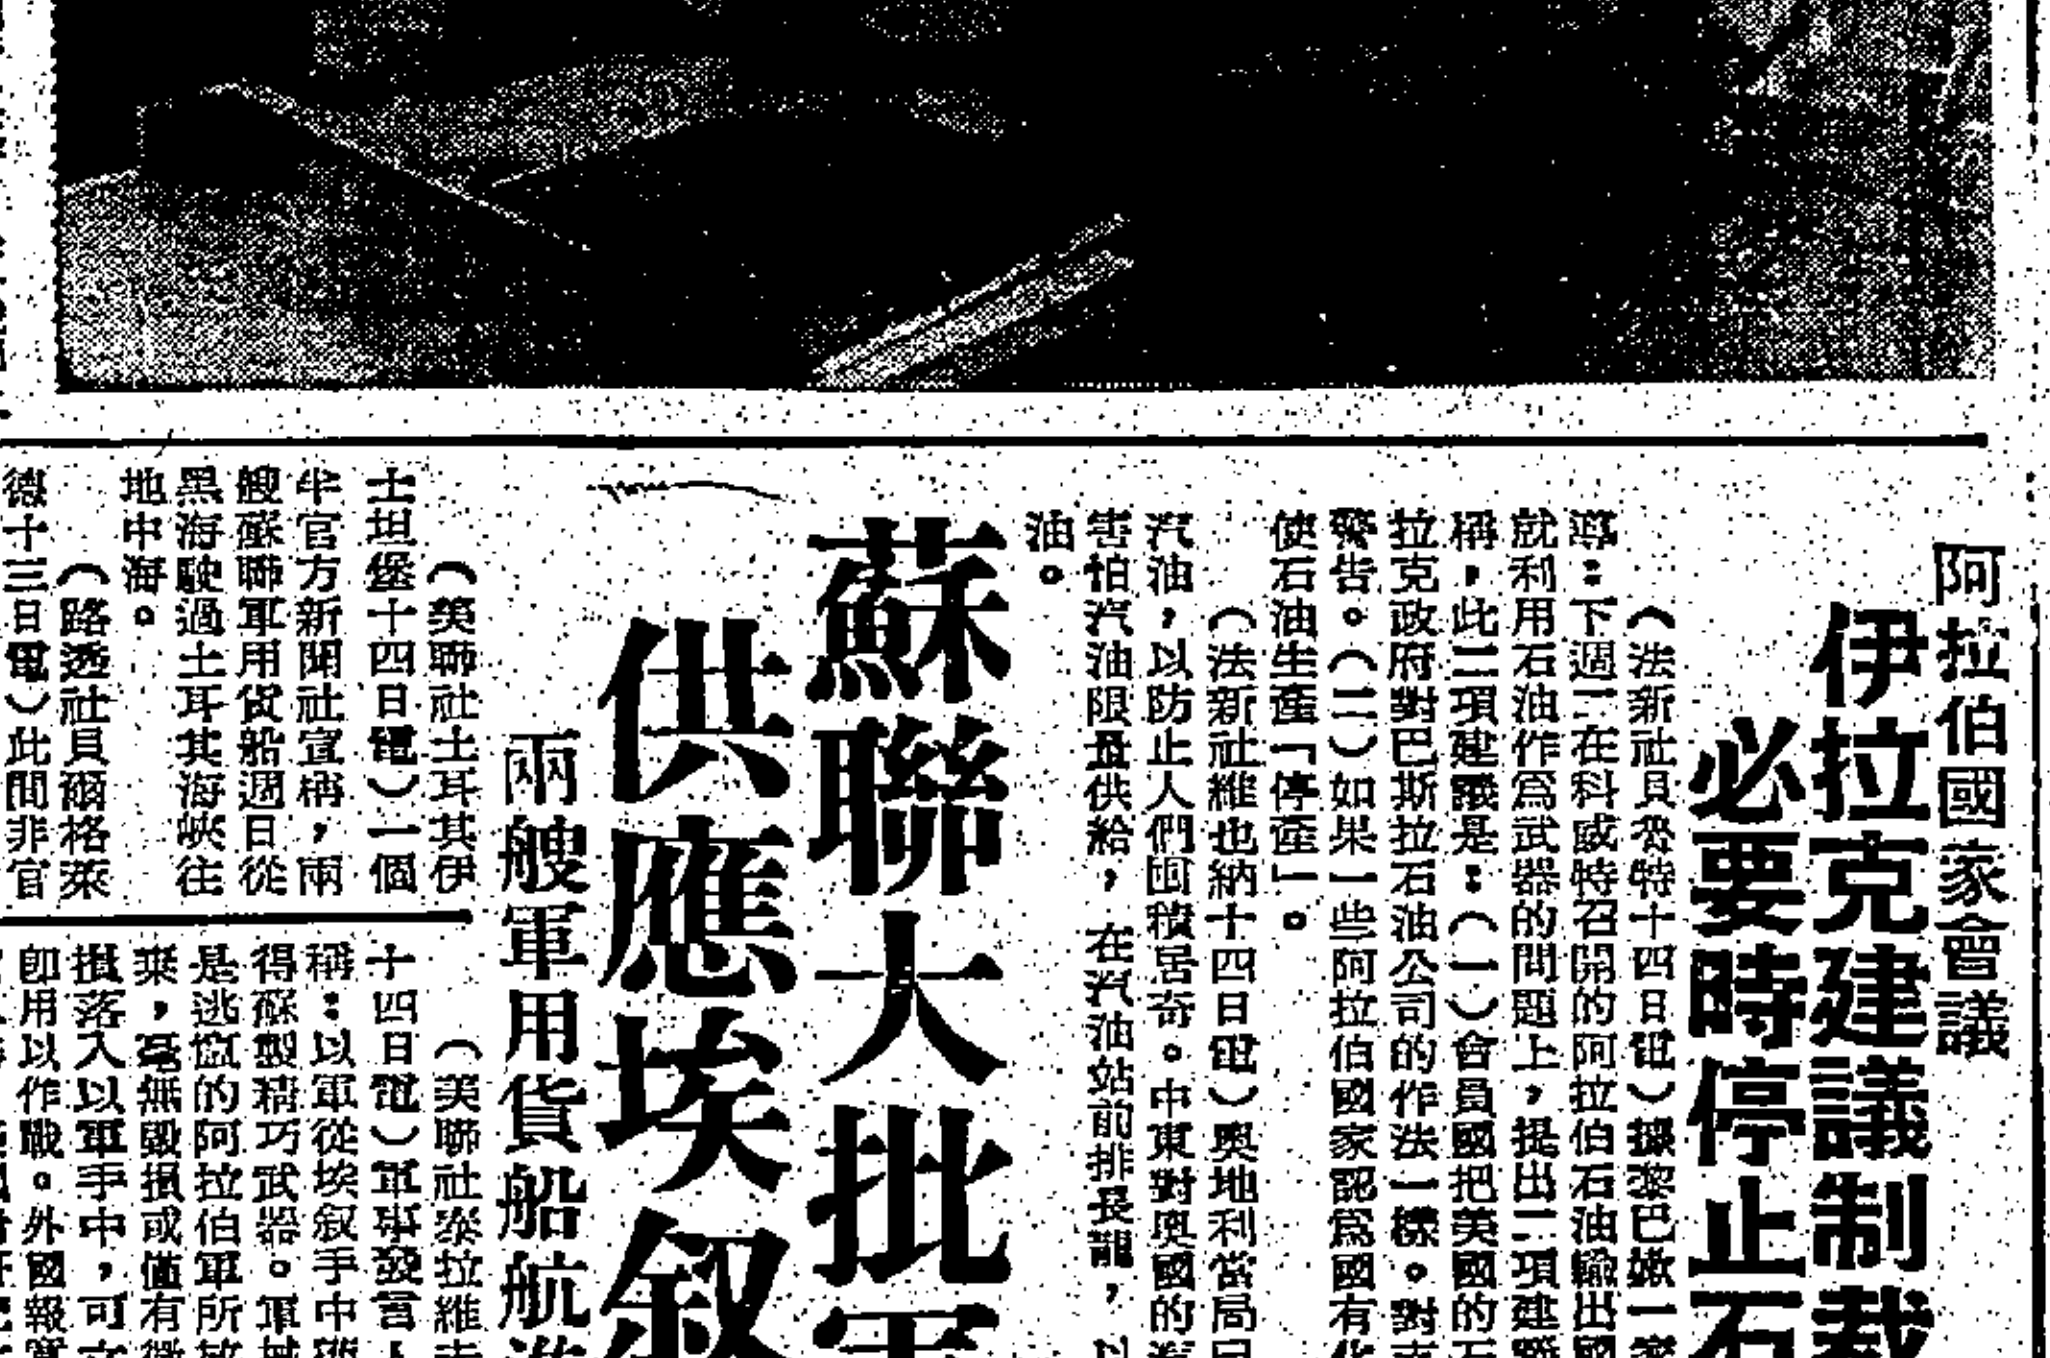 阿拉伯國家會議
伊拉克建議制裁
必要時停止石
（法新社貝魯特十四日電）據黎巴嫩一家
導：下週二在科威特召開的阿拉伯石油輸出國
就利用石油作爲武器的問題上，提出二項建議
稱，此二項建議是：（一）會員國把美國的石
拉克政府對巴斯拉石油公司的作法一樣。對
警告。（二）如果一些阿拉伯國家認爲國有化
使石油生產「停產」。
（法新社維也納十四日電）奧地利當局
汽油，以防止人們囤積居奇。中東對奧國的
害怕汽油限量供給，在汽油站前排長龍，以
油。
蘇聯大批軍
供應埃叙
兩艘軍用貨船航
（美聯社土耳其伊
士坦堡十四日電）一個
半官方新聞社宣稱，兩
艘蘇聯軍用貨船週日從
黑海駛過土耳其海峽往
地中海。
（路透社貝爾格萊
德十三日電）此間非官
（美聯社泰拉維夫
十四日電）軍事發言人
稱：以軍從埃叙手中
得蘇製精巧武器。軍
是逃竄的阿拉伯軍所
棄，毫無毀損或值有
損落入以軍手中，可
卽用以作戰。外國報